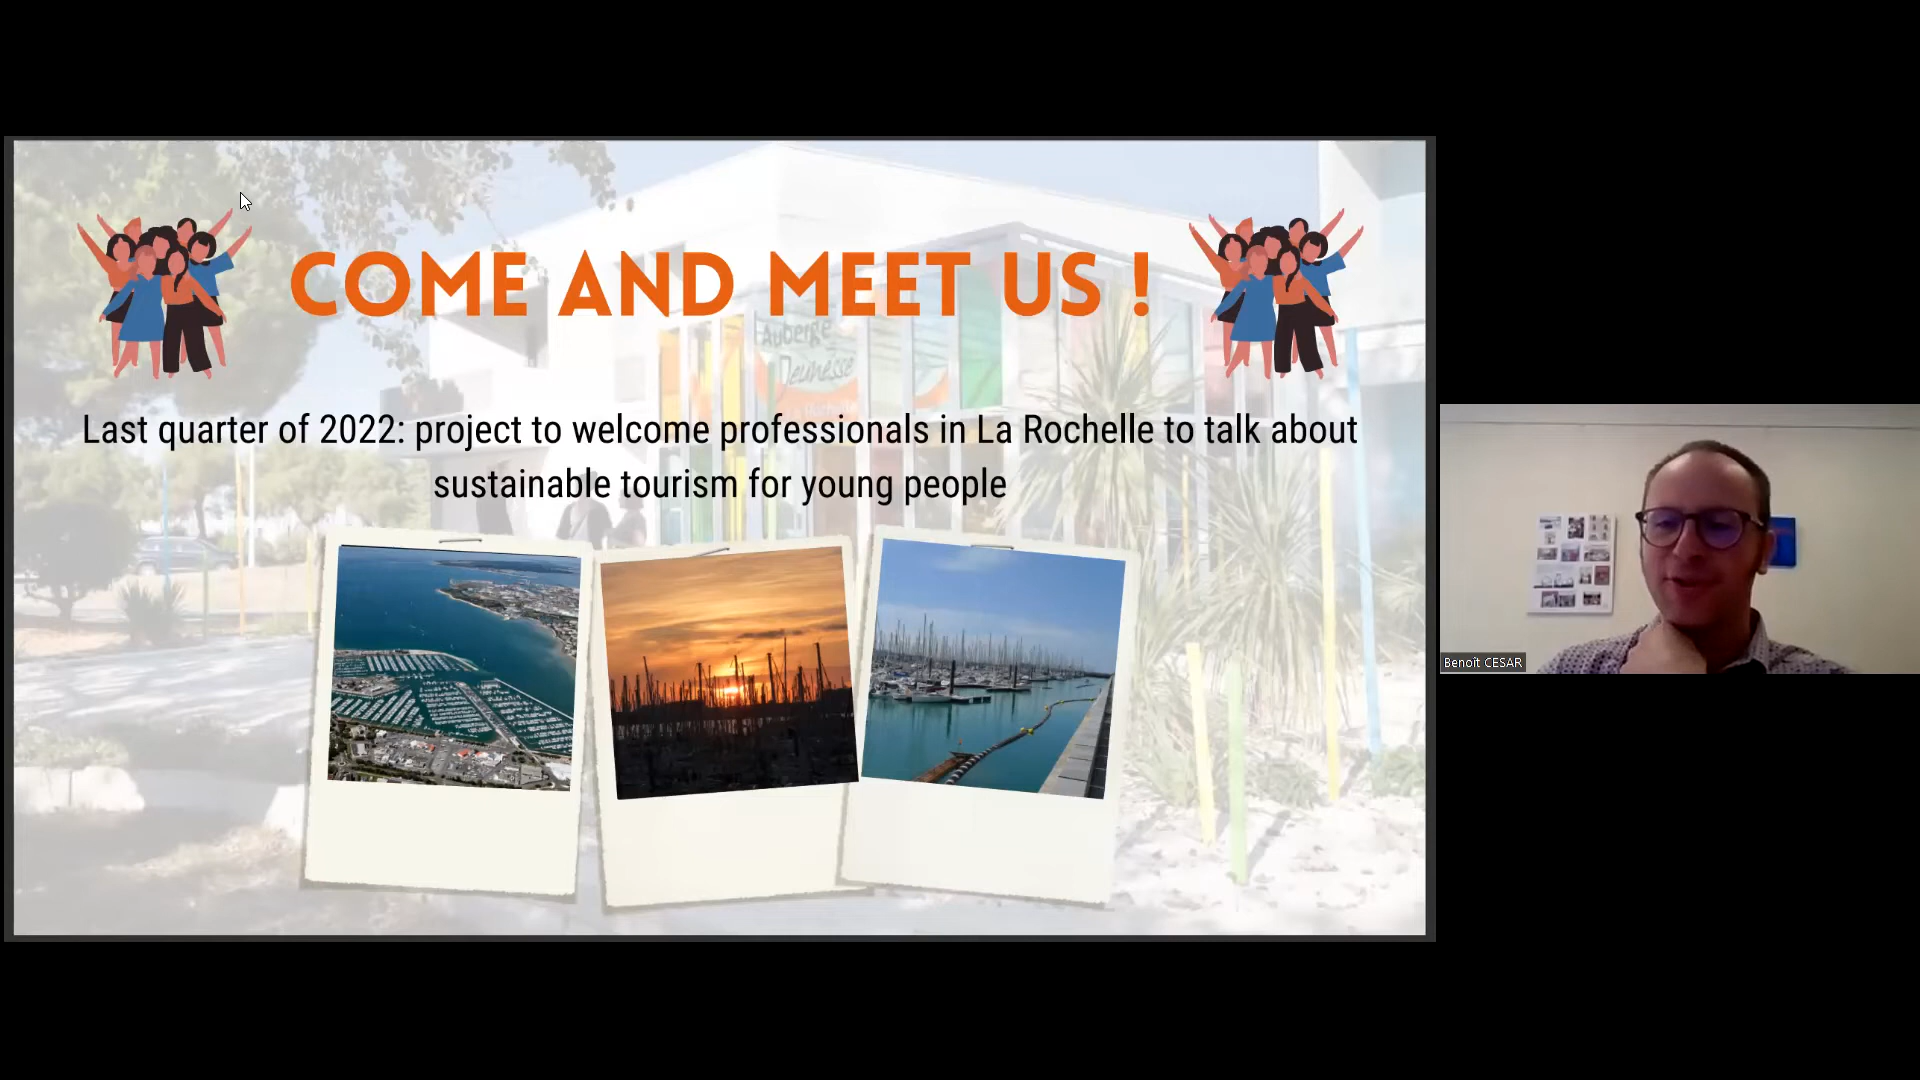 COME AND MEET US !
Auberge
Jeunesse
Last quarter of 2022: project to welcome professionals in La Rochelle to talk about
sustainable tourism for young people
Benoît CESAR